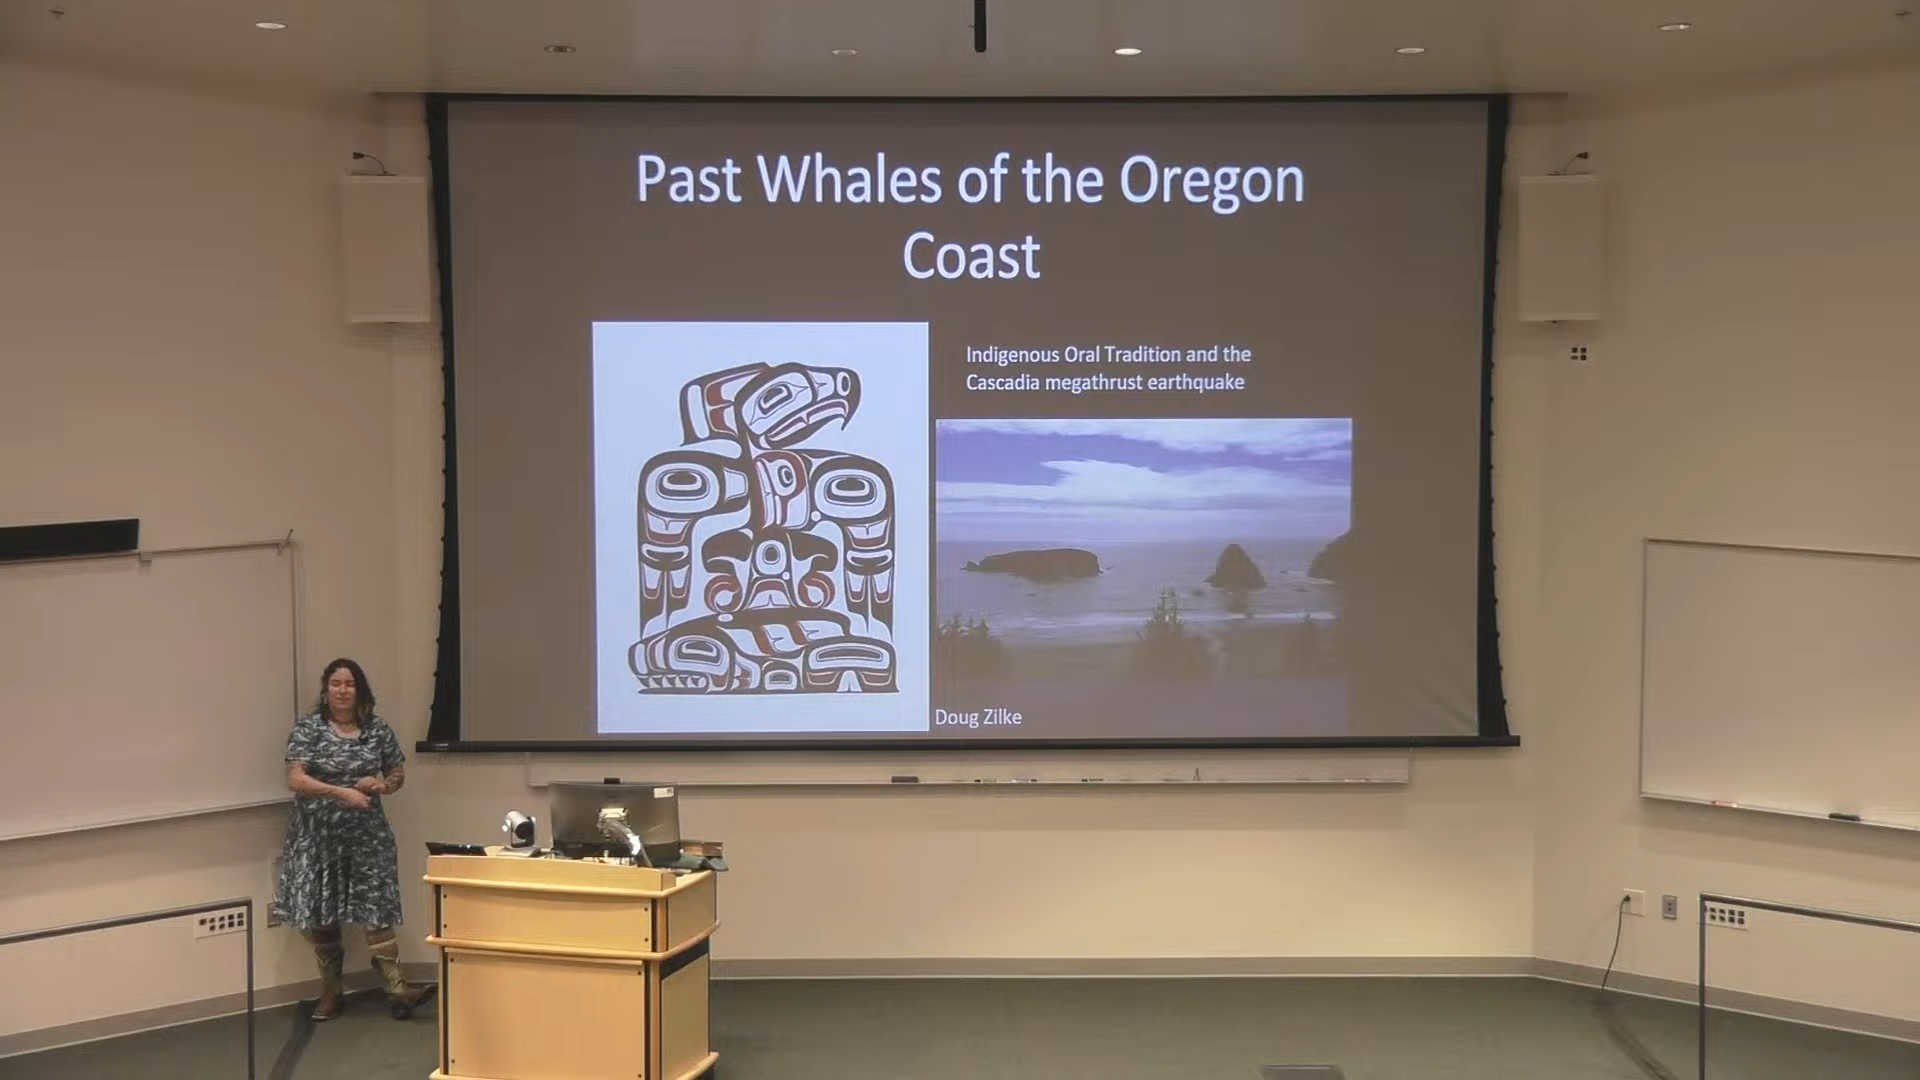 Past Whales of the Oregon
Coast
Indigenous Oral Tradition and the
Cascadia megathrust earthquake
Doug Zilke